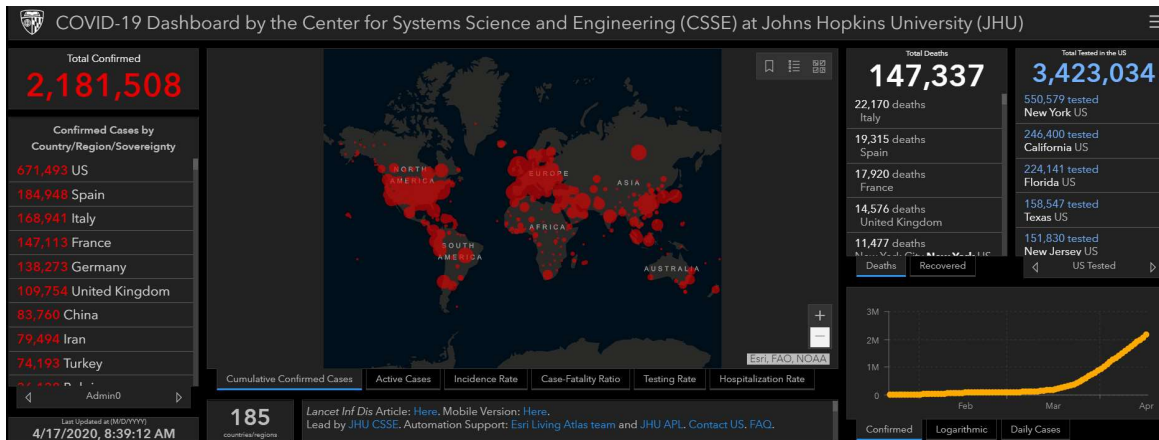 COVID-19 Dashboard by the Center for Systems Science and Engineering (CSSE) at Johns Hopkins University (JHU)
Total Confirmed
2,181,508
Confirmed Cases by
Country/Region/Sovereignty
671,493 US
184,948 Spain
168,941 Italy
147,113 France
138,273 Germany
109,754 United Kingdom
83,760 China
79,494 Iran
74,193 Turkey
Admin0
Last Updated at (M/D/YYYY)
4/17/2020, 8:39:12 AM
NORTH
AMERICA
EUROPE
ASIA
AFRICA
SOUTH
AMERICA
AUSTRALIA
+
−
Esri, FAO, NOAA
Cumulative Confirmed Cases
Active Cases
Incidence Rate
Case-Fatality Ratio
Testing Rate
Hospitalization Rate
185
countries/regions
Lancet Inf Dis Article: Here. Mobile Version: Here.
Lead by JHU CSSE. Automation Support: Esri Living Atlas team and JHU APL. Contact US. FAQ.
Total Deaths
147,337
22,170 deaths
Italy
19,315 deaths
Spain
17,920 deaths
France
14,576 deaths
United Kingdom
11,477 deaths
New York City New York US
Deaths
Recovered
Total Tested in the US
3,423,034
550,579 tested
New York US
246,400 tested
California US
224,141 tested
Florida US
158,547 tested
Texas US
151,830 tested
New Jersey US
US Tested
3M
2M
1M
0
Feb
Mar
Apr
Confirmed
Logarithmic
Daily Cases